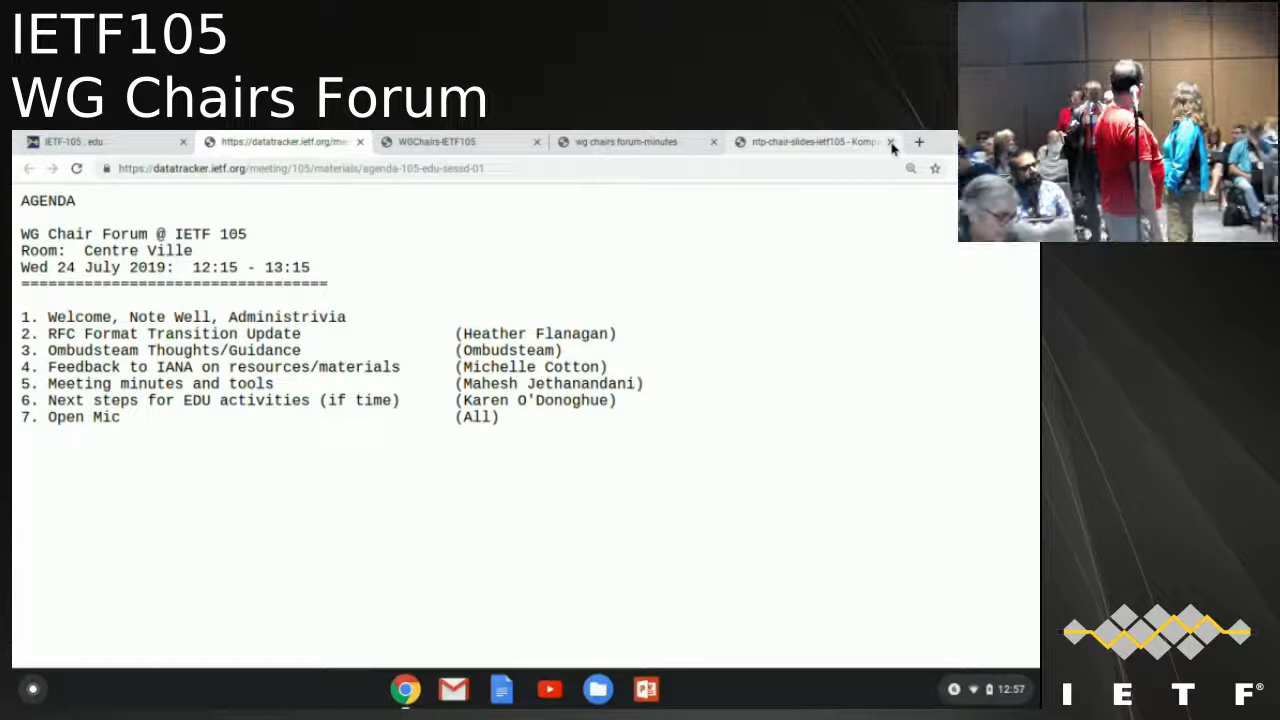 IETF105
WG Chairs Forum
IETF-105 : edu
https://datatracker.ietf.org/me
WGChairs-IETF105
wg chairs forum-minutes
ntp-chair-slides-ietf105 - Komp
https://datatracker.ietf.org/meeting/105/materials/agenda-105-edu-sessd-01
AGENDA
WG Chair Forum @ IETF 105
Room: Centre Ville
Wed 24 July 2019: 12:15 - 13:15
==================================
1. Welcome, Note Well, Administrivia
2. RFC Format Transition Update (Heather Flanagan)
3. Ombudsteam Thoughts/Guidance (Ombudsteam)
4. Feedback to IANA on resources/materials (Michelle Cotton)
5. Meeting minutes and tools (Mahesh Jethanandani)
6. Next steps for EDU activities (if time) (Karen O'Donoghue)
7. Open Mic (All)
12:57
I E T F®